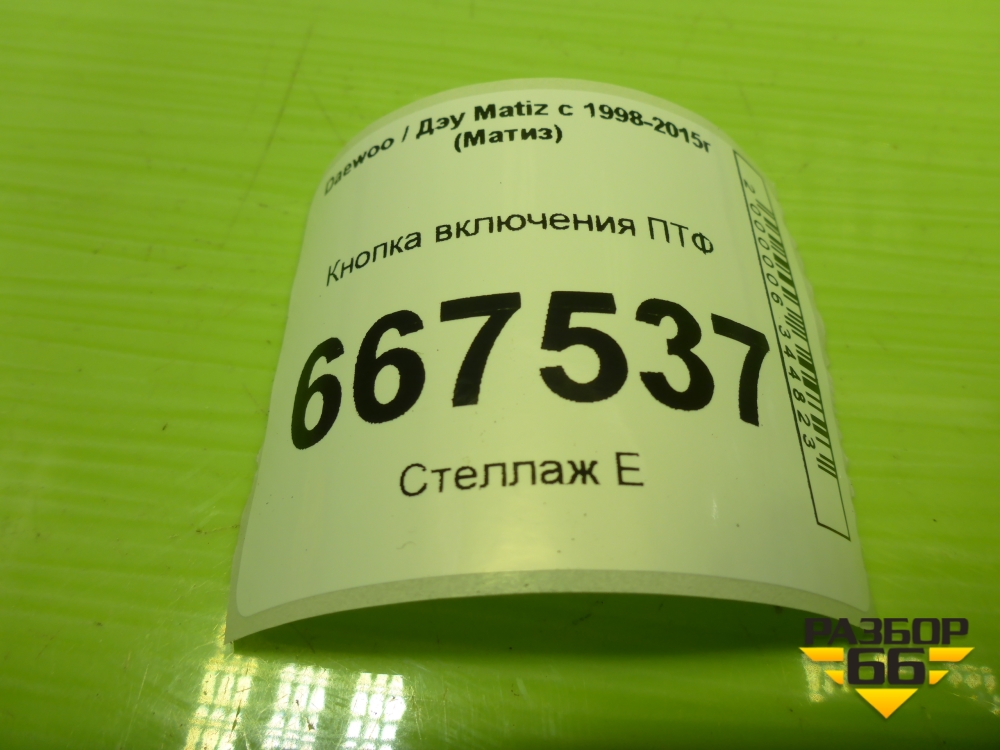 Daewoo / Дэу Matiz с 1998-2015г
(Матиз)
Кнопка включения ПТФ
667537
Стеллаж Е
2000006344823
РАЗБОР
66